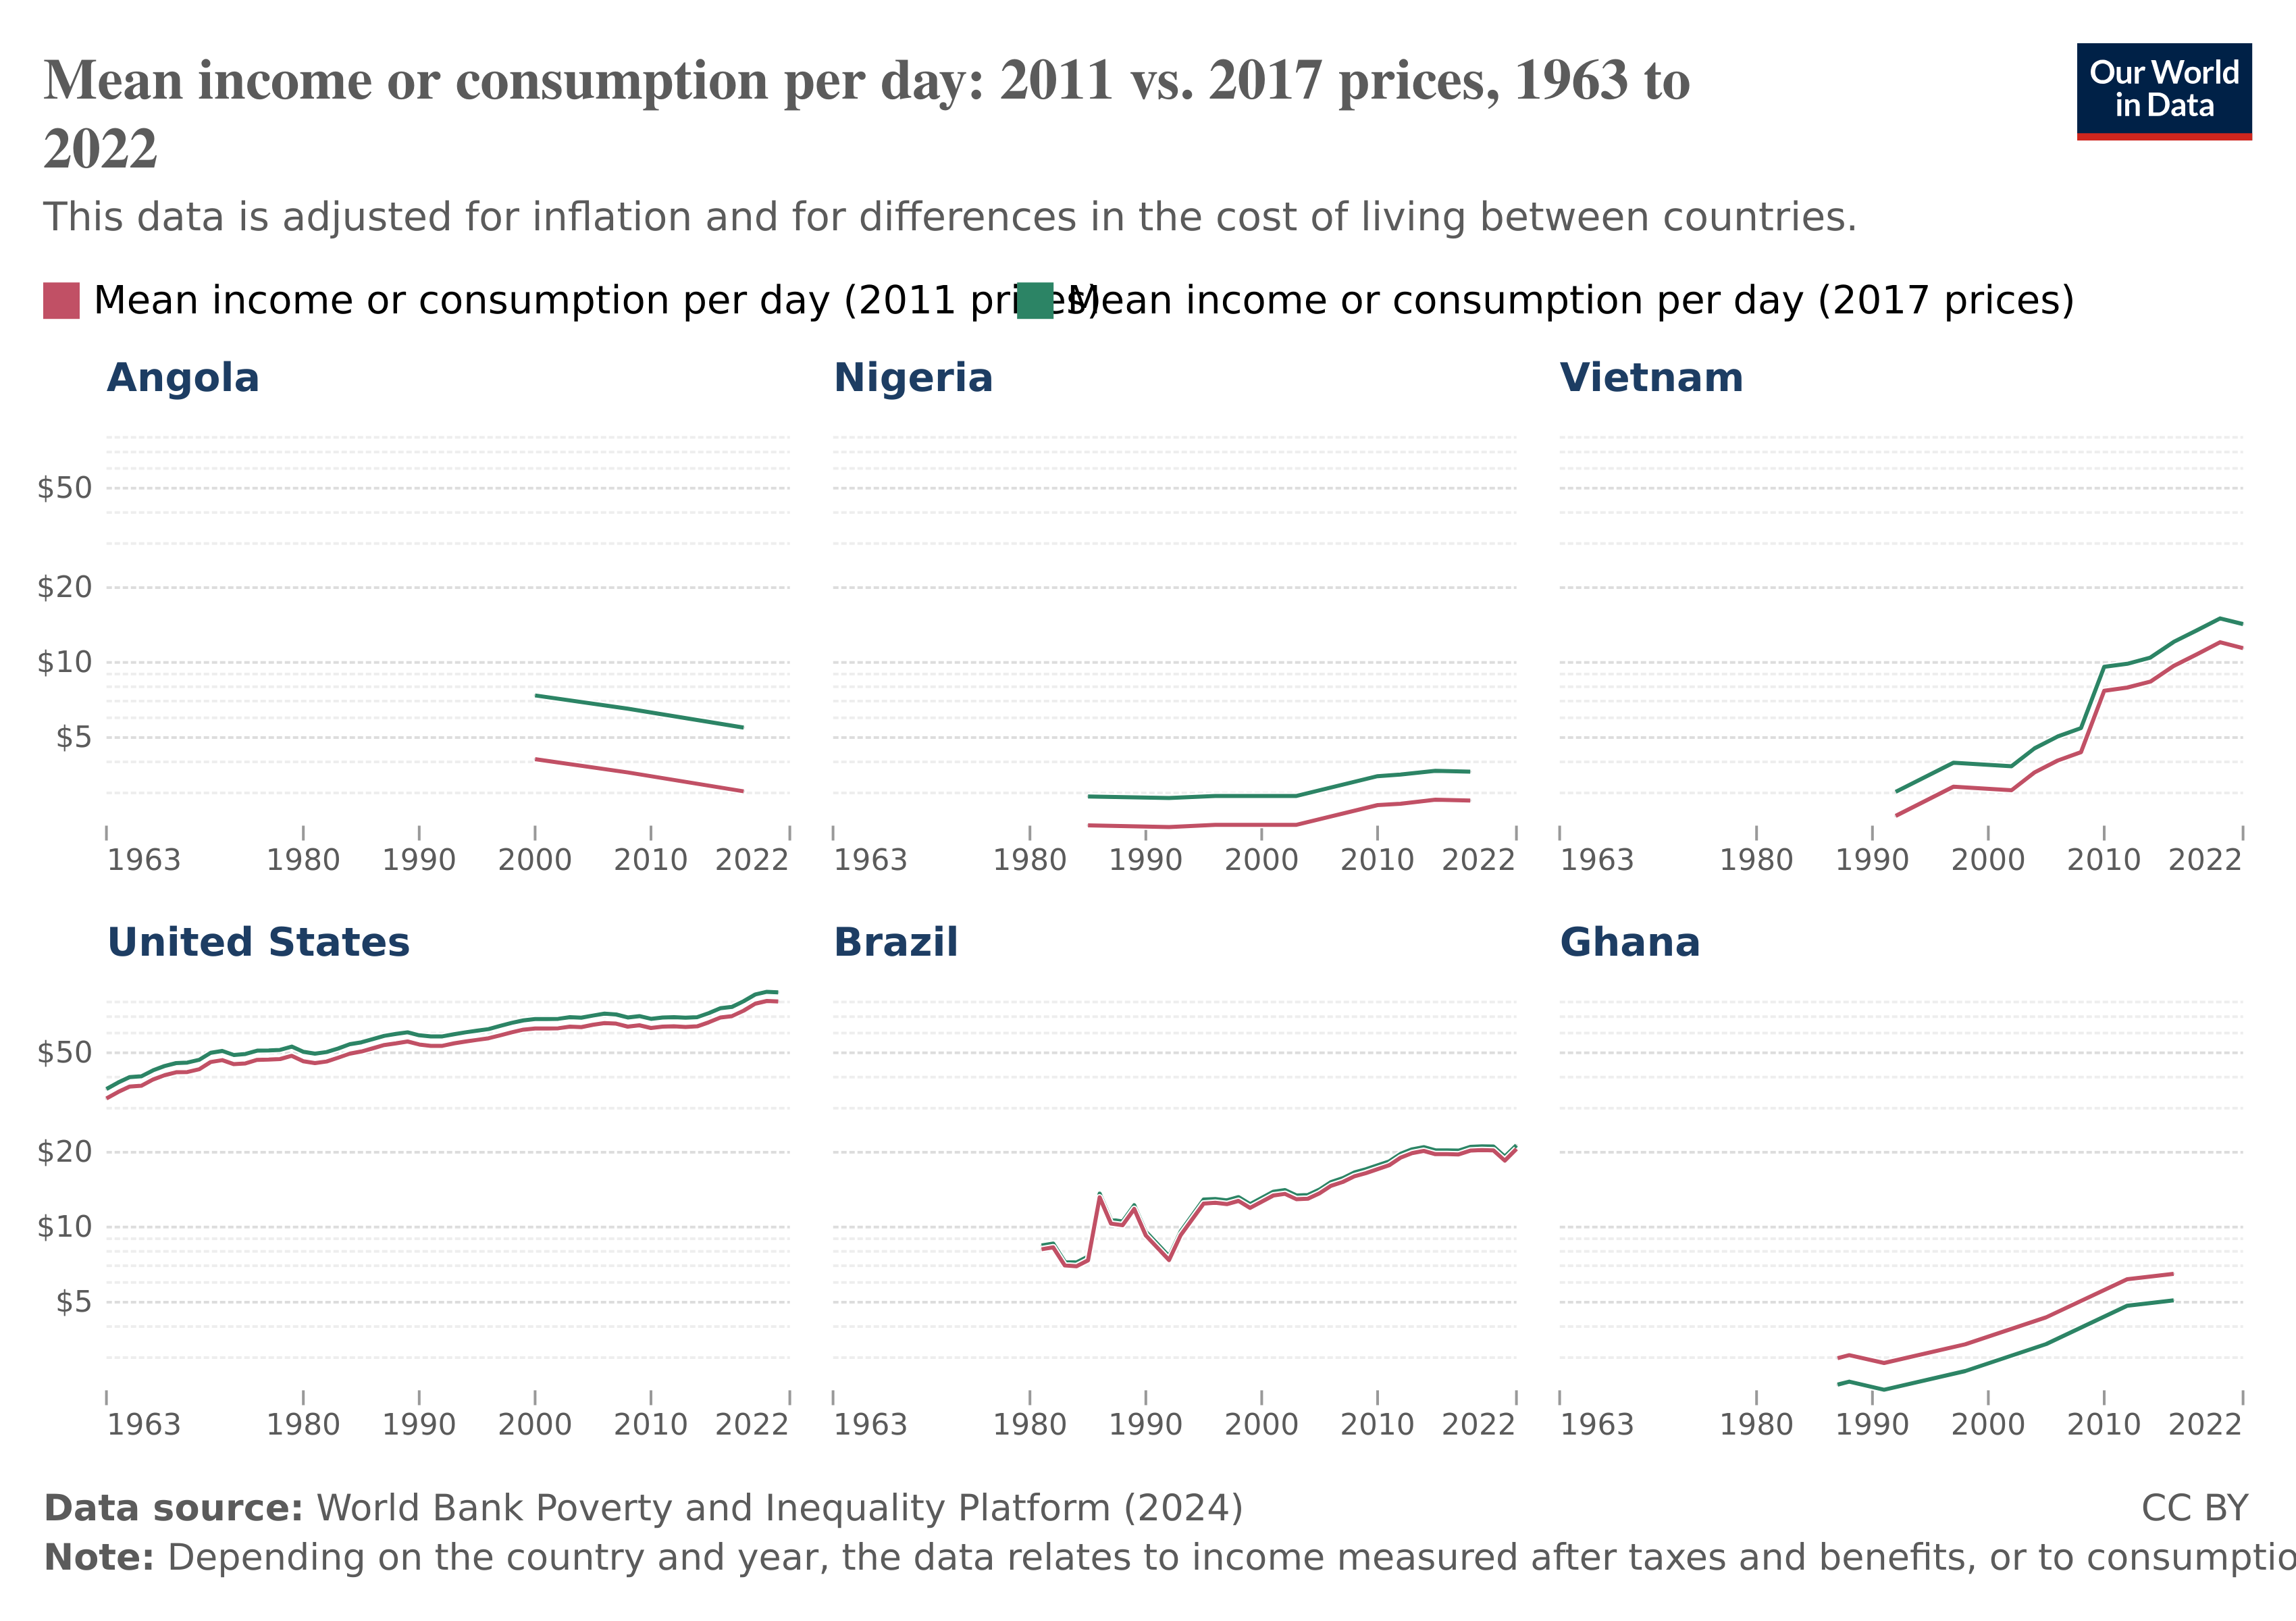 Mean income or consumption per day: 2011 vs. 2017 prices, 1963 to
2022
Our World
in Data
This data is adjusted for inflation and for differences in the cost of living between countries.
Mean income or consumption per day (2011 prices)
Mean income or consumption per day (2017 prices)
Angola
Nigeria
Vietnam
$50
$20
$10
$5
1963 1980 1990 2000 2010 2022
1963 1980 1990 2000 2010 2022
1963 1980 1990 2000 2010 2022
United States
Brazil
Ghana
$50
$20
$10
$5
1963 1980 1990 2000 2010 2022
1963 1980 1990 2000 2010 2022
1963 1980 1990 2000 2010 2022
Data source: World Bank Poverty and Inequality Platform (2024)
CC BY
Note: Depending on the country and year, the data relates to income measured after taxes and benefits, or to consumptio